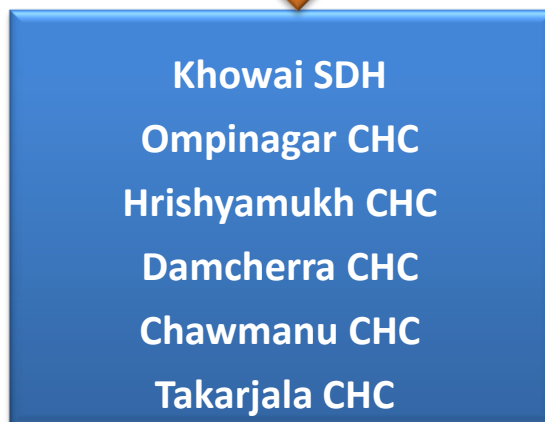 Khowai SDH
Ompinagar CHC
Hrishyamukh CHC
Damcherra CHC
Chawmanu CHC
Takarjala CHC